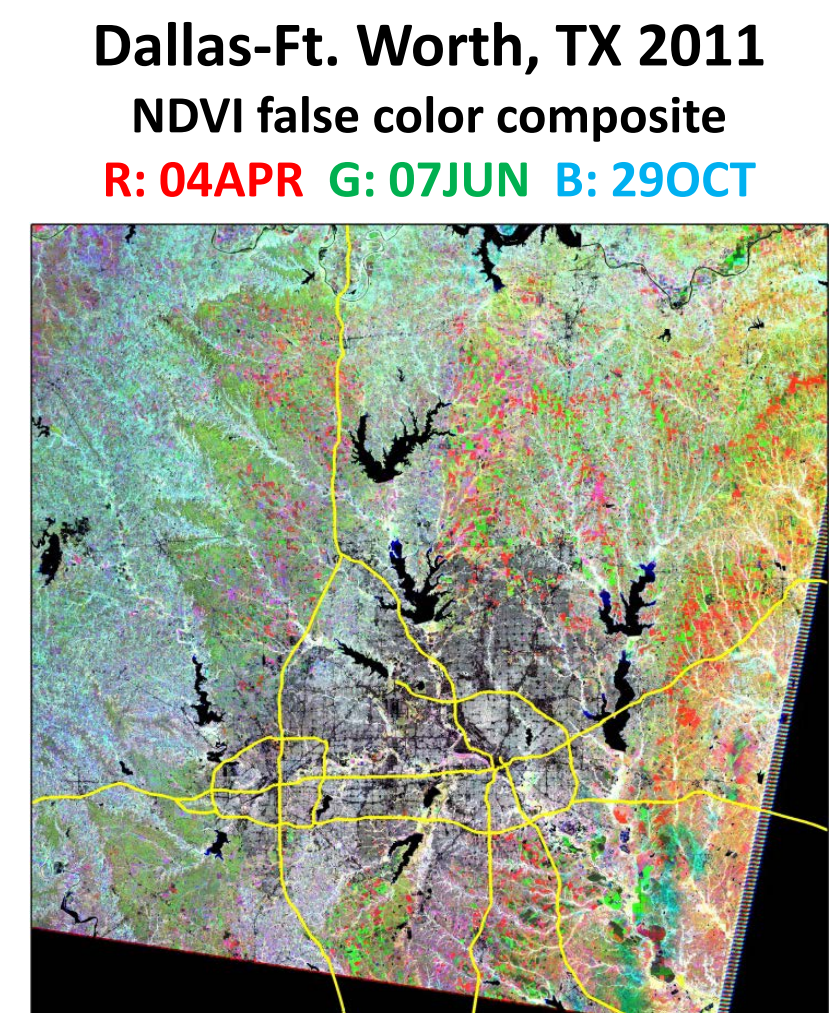 Dallas-Ft. Worth, TX 2011
NDVI false color composite
R: 04APR G: 07JUN B: 29OCT